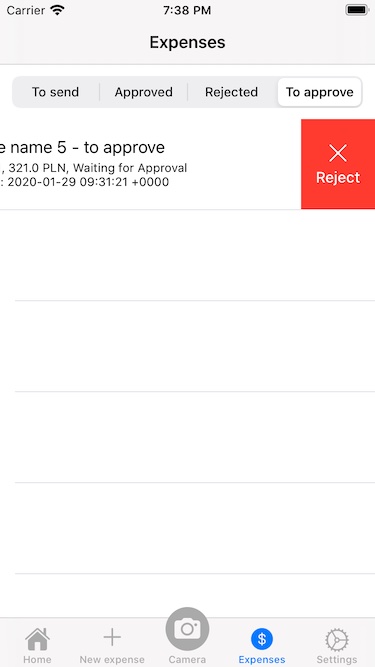 Carrier 7:38 PM
Expenses
To send Approved Rejected To approve
e name 5 - to approve
, 321.0 PLN, Waiting for Approval
: 2020-01-29 09:31:21 +0000
Reject
Home New expense Camera Expenses Settings